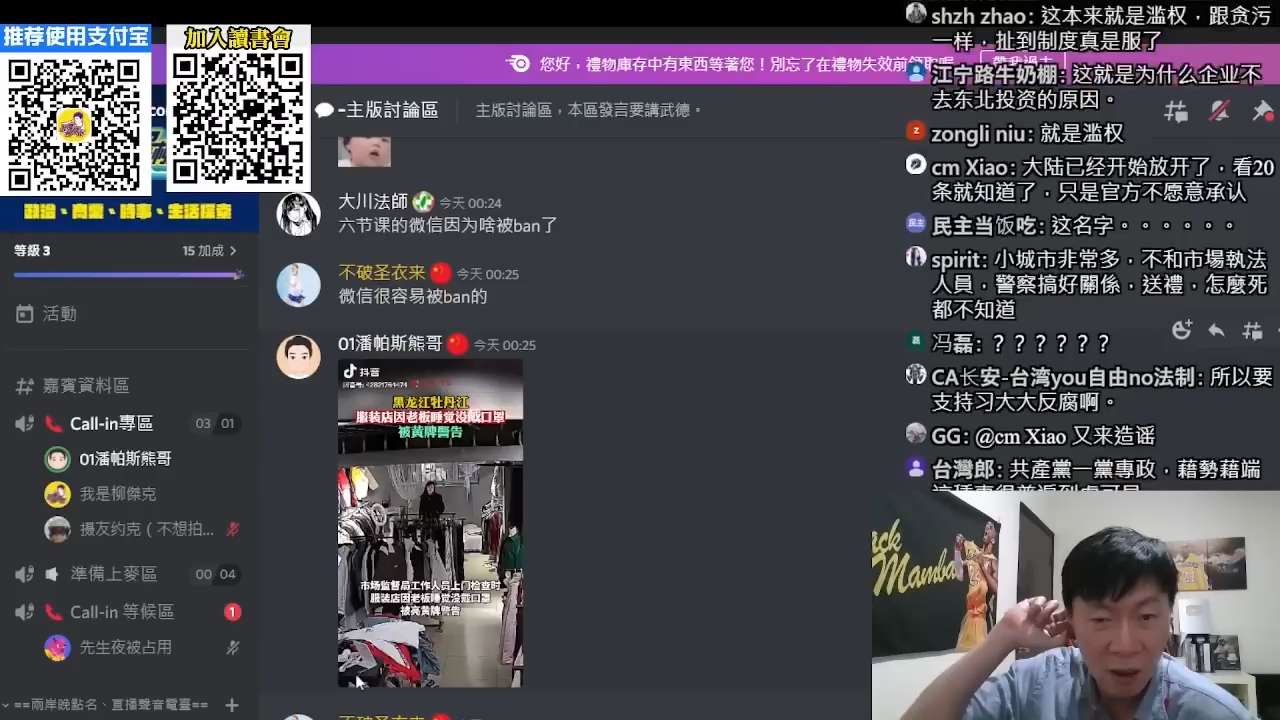 推荐使用支付宝
加入讀書會
您好，禮物庫存中有東西等著您！別忘了在禮物失效前
-主版討論區
主版討論區，本區發言要講武德。
政論、商業、時事、生活探索
等級 3
15 加成
活動
嘉賓資料區
Call-in專區
03 01
01潘帕斯熊哥
我是柳傑克
摄友约克（不想拍...
準備上麥區
00 04
Call-in 等候區
1
先生夜被占用
==兩岸晚點名、直播聲音電臺==
大川法師 今天 00:24
六节课的微信因为啥被ban了
不破圣衣来 今天 00:25
微信很容易被ban的
01潘帕斯熊哥 今天 00:25
抖音
黑龙江牡丹江
服装店因老板睡觉没戴口罩
被黄牌警告
市场监督局工作人员上门检查时
服装店因老板睡觉没戴口罩
被亮黄牌警告
shzh zhao: 这本来就是滥权，跟贪污
一样，扯到制度真是服了
江宁路牛奶棚: 这就是为什么企业不
去东北投资的原因。
zongli niu: 就是滥权
cm Xiao: 大陆已经开始放开了，看20
条就知道了，只是官方不愿意承认
民主当饭吃: 这名字。。。。。。
spirit: 小城市非常多，不和市場執法
人員，警察搞好關係，送禮，怎麼死
都不知道
冯磊: ？？？？？？
CA长安-台湾you自由no法制: 所以要
支持习大大反腐啊。
GG: @cm Xiao 又来造谣
台灣郎: 共產黨一黨專政，藉勢藉端
Mamba